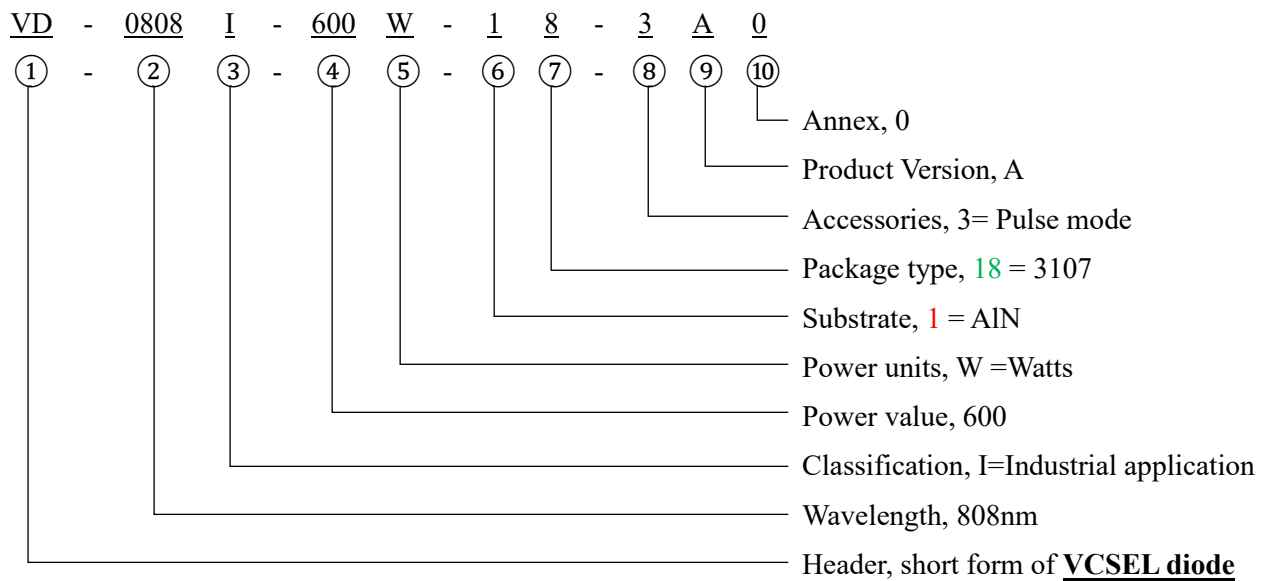 VD - 0808 I - 600 W - 1 8 - 3 A 0
① - ② ③ - ④ ⑤ - ⑥ ⑦ - ⑧ ⑨ ⑩
Annex, 0
Product Version, A
Accessories, 3= Pulse mode
Package type, 18 = 3107
Substrate, 1 = AlN
Power units, W =Watts
Power value, 600
Classification, I=Industrial application
Wavelength, 808nm
Header, short form of VCSEL diode